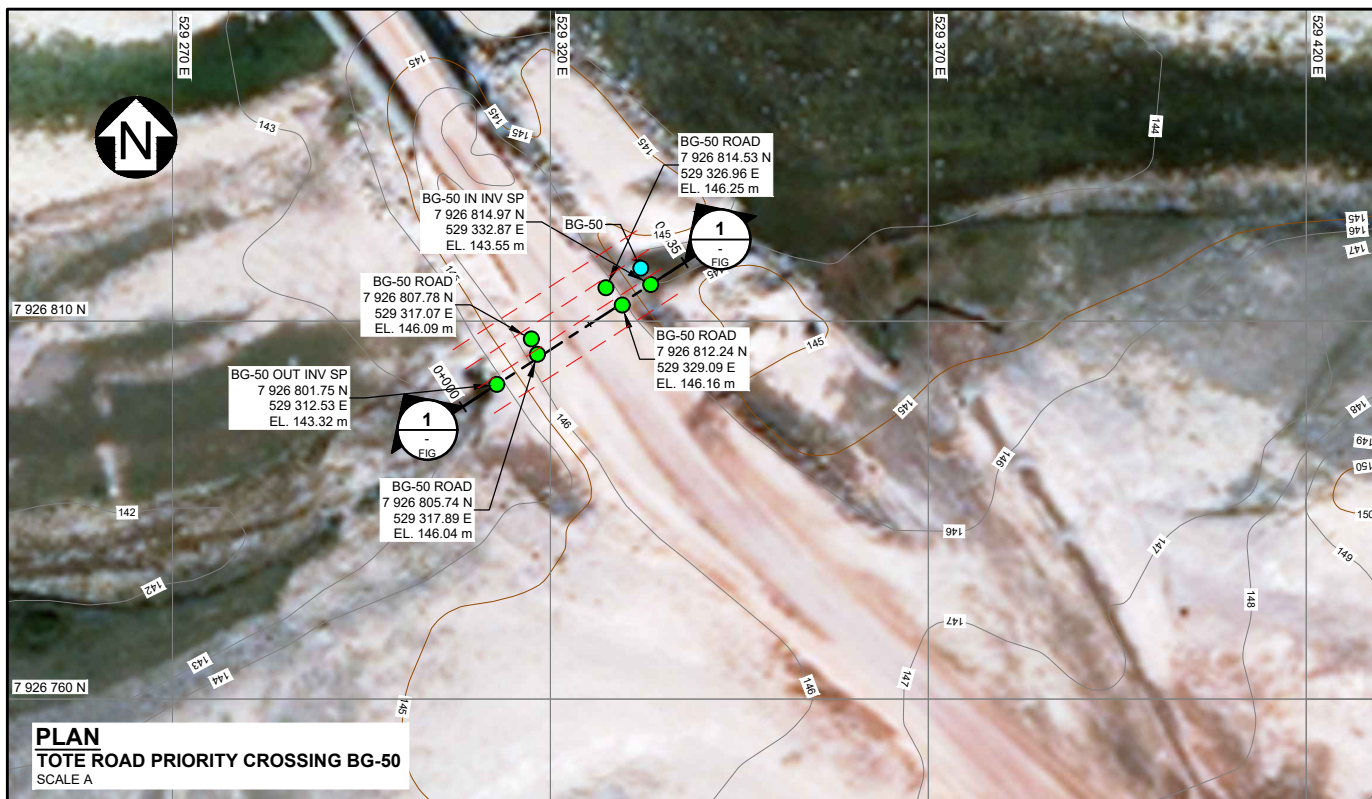 529 270 E
529 320 E
529 370 E
529 420 E
N
143
145
145
145
145
144
BG-50 ROAD
7 926 814.53 N
529 326.96 E
EL. 146.25 m
BG-50 IN INV SP
7 926 814.97 N
529 332.87 E
EL. 143.55 m
BG-50
145
1
-
FIG
145
145
146
147
BG-50 ROAD
7 926 807.78 N
529 317.07 E
EL. 146.09 m
7 926 810 N
BG-50 ROAD
7 926 812.24 N
529 329.09 E
EL. 146.16 m
145
BG-50 OUT INV SP
7 926 801.75 N
529 312.53 E
EL. 143.32 m
0+000
1
-
FIG
146
145
146
148
149
150
150
BG-50 ROAD
7 926 805.74 N
529 317.89 E
EL. 146.04 m
142
142
146
147
149
148
147
143
144
7 926 760 N
145
146
147
PLAN
TOTE ROAD PRIORITY CROSSING BG-50
SCALE A